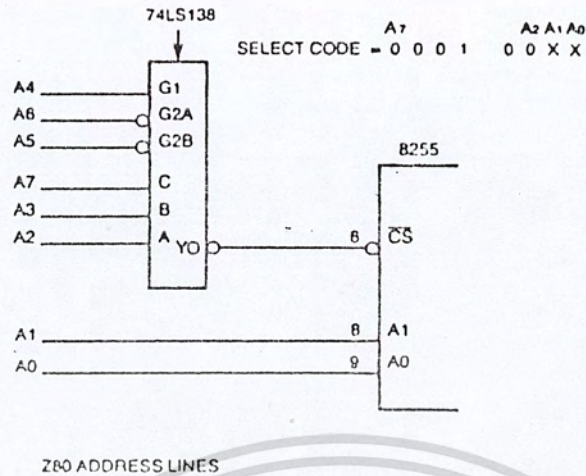 74LS138
A7 A2 A1 A0
SELECT CODE = 0 0 0 1 0 0 X X
A4 G1
A6 G2A
A5 G2B
8255
A7 C
A3 B
A2 A
Y0 6 CS
A1 8 A1
A0 9 A0
Z80 ADDRESS LINES